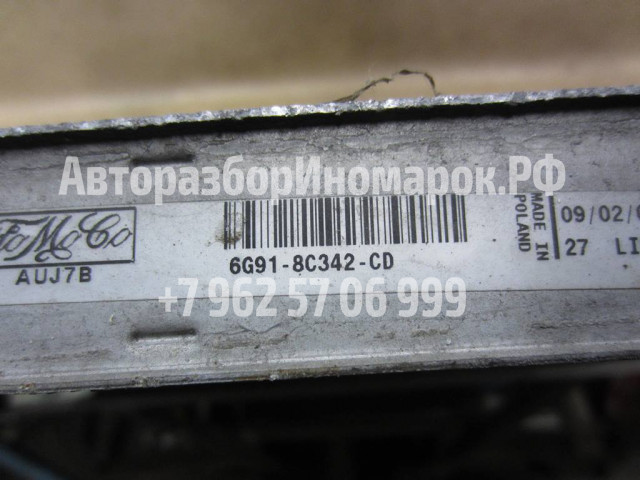 АвторазборИномарок.РФ
FoMoCo
AUJ7B
6G91-8C342-CD
MADE IN
POLAND
09/02/
27 LI
+7 962 57 06 999